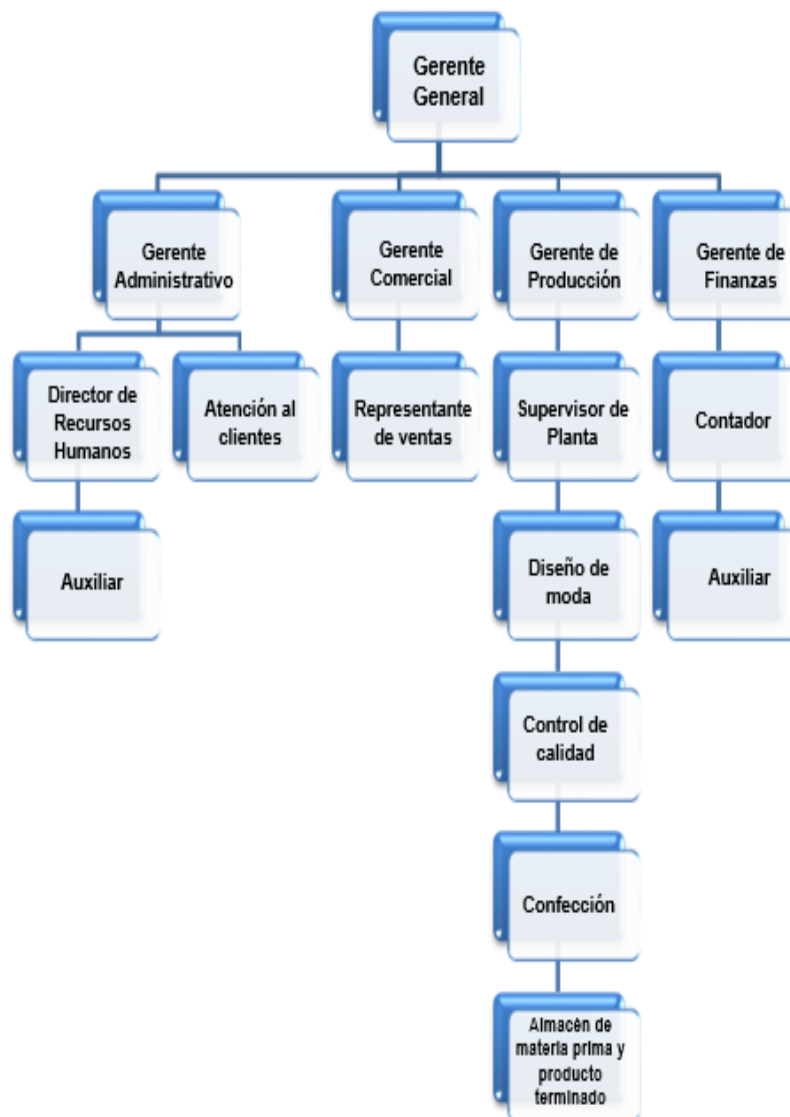 Gerente
General
Gerente
Administrativo
Gerente
Comercial
Gerente de
Producción
Gerente de
Finanzas
Director de
Recursos
Humanos
Atención al
clientes
Representante
de ventas
Supervisor de
Planta
Contador
Auxiliar
Diseño de
moda
Auxiliar
Control de
calidad
Confección
Almacén de
materia prima y
producto
terminado